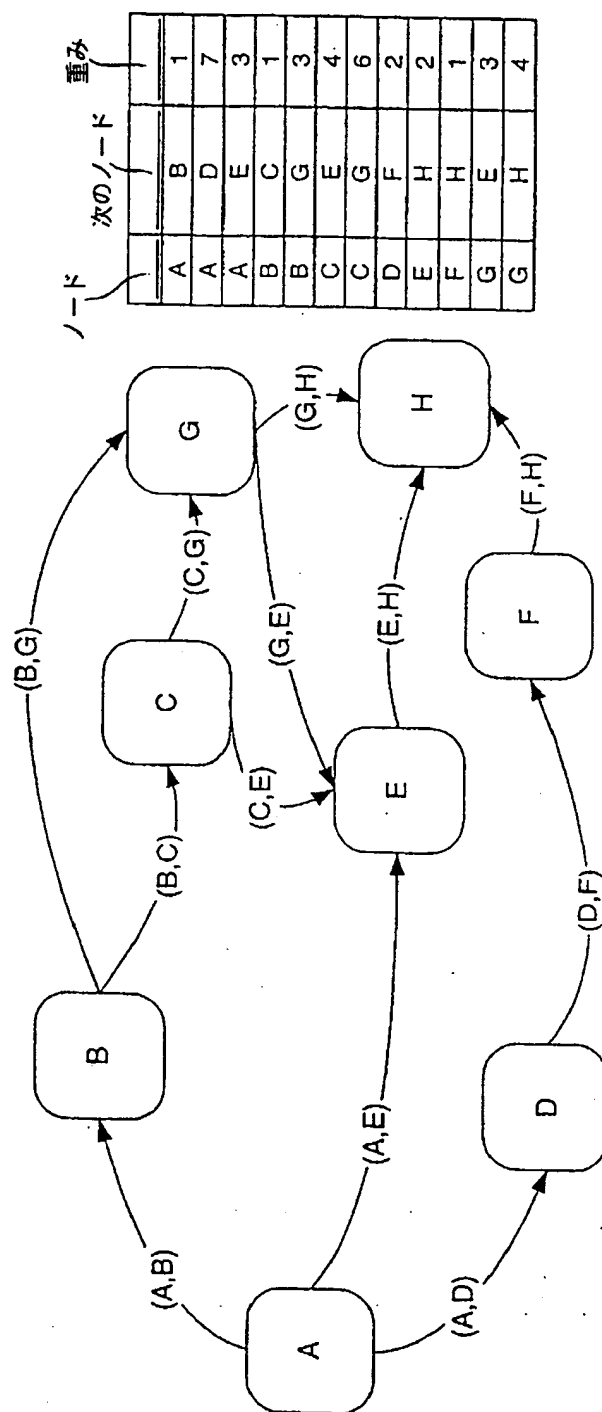 ノード 次のノード 重み
A B 1
A D 7
A E 3
B C 1
B G 3
C E 4
C G 6
D F 2
E H 2
F H 1
G E 3
G H 4
(B,G)
B
G
(A,B)
(B,C)
C
(C,G)
(G,H)
(C,E)
(G,E)
A
(A,E)
E
(E,H)
H
(A,D)
D
(D,F)
F
(F,H)